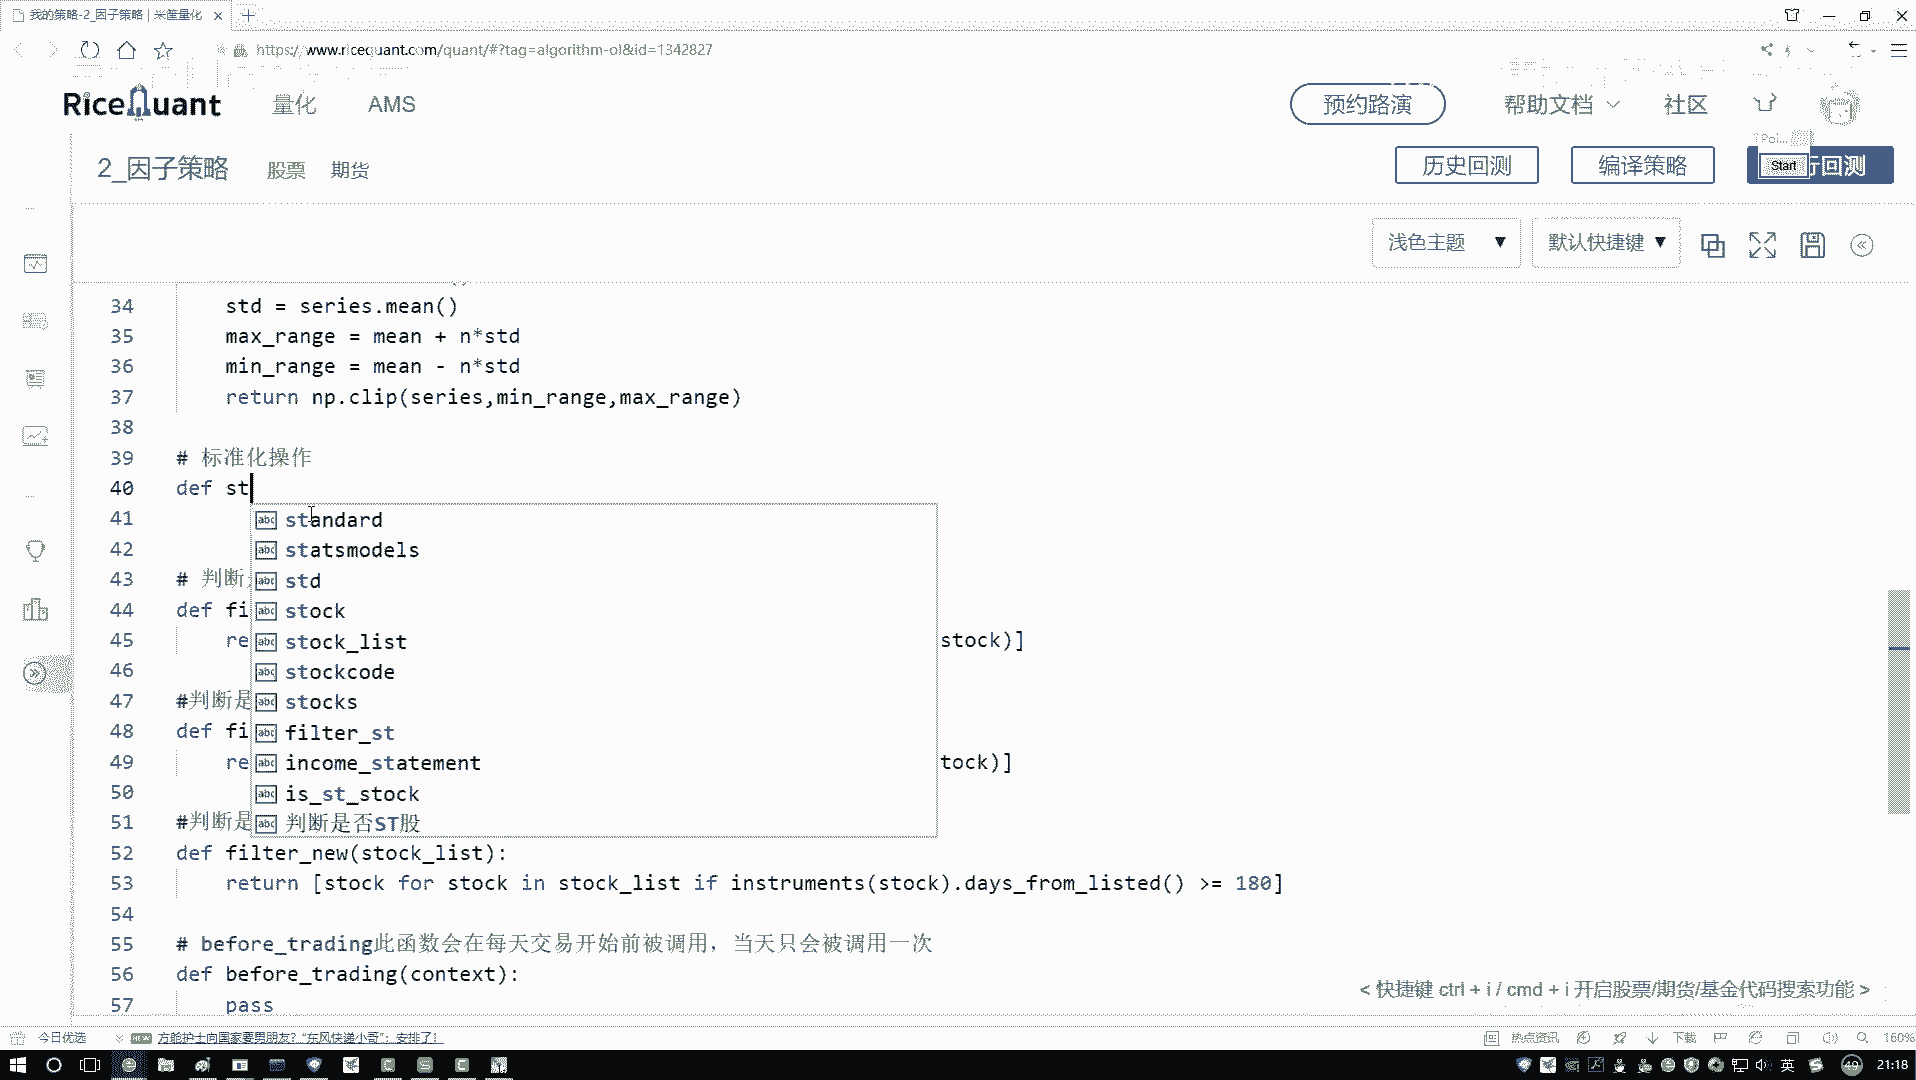 我的策略-2_因子策略 | 米筐量化
https://www.ricequant.com/quant/#?tag=algorithm-ol&id=1342827
RiceQuant 量化 AMS 预约路演 帮助文档 社区
2_因子策略 股票 期货 历史回测 编译策略 Start 行回测
浅色主题 ▼ 默认快捷键 ▼
34 std = series.mean()
35 max_range = mean + n*std
36 min_range = mean - n*std
37 return np.clip(series,min_range,max_range)
38
39 # 标准化操作
40 def st
41 standard
42 statsmodels
43 # 判断 std
44 def fi stock
45 re stock_list stock)]
46 stockcode
47 #判断是 stocks
48 def fi filter_st
49 re income_statement tock)]
50 is_st_stock
51 #判断是 判断是否ST股
52 def filter_new(stock_list):
53 return [stock for stock in stock_list if instruments(stock).days_from_listed() >= 180]
54
55 # before_trading此函数会在每天交易开始前被调用，当天只会被调用一次
56 def before_trading(context):
57 pass
< 快捷键 ctrl + i / cmd + i 开启股票/期货/基金代码搜索功能 >
今日优选 NEW 方舱护士向国家要男朋友？“东风快递小哥”：安排了！ 热点资讯 下载 160%
英 49 21:18